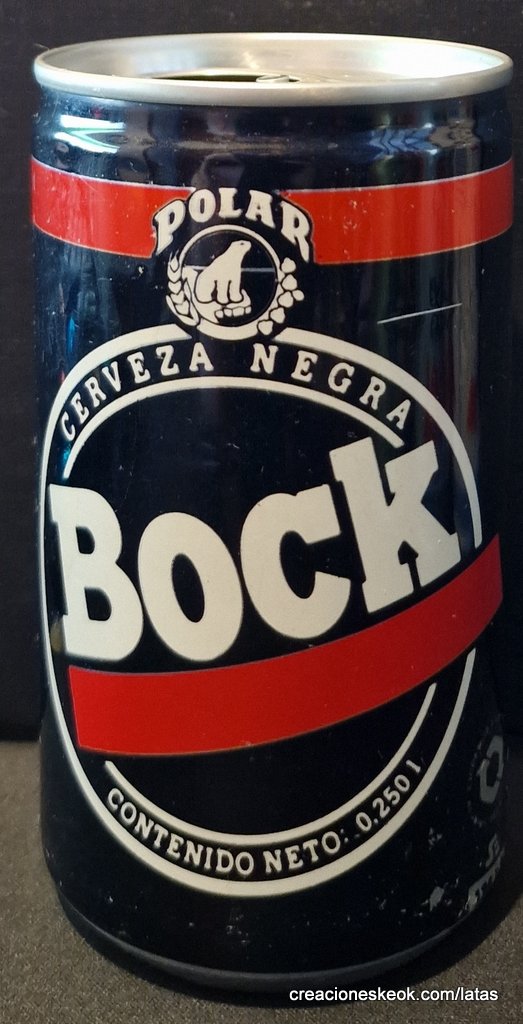 POLAR
CERVEZA NEGRA
BOCK
CONTENIDO NETO: 0,250 l
creacioneskeok.com/latas